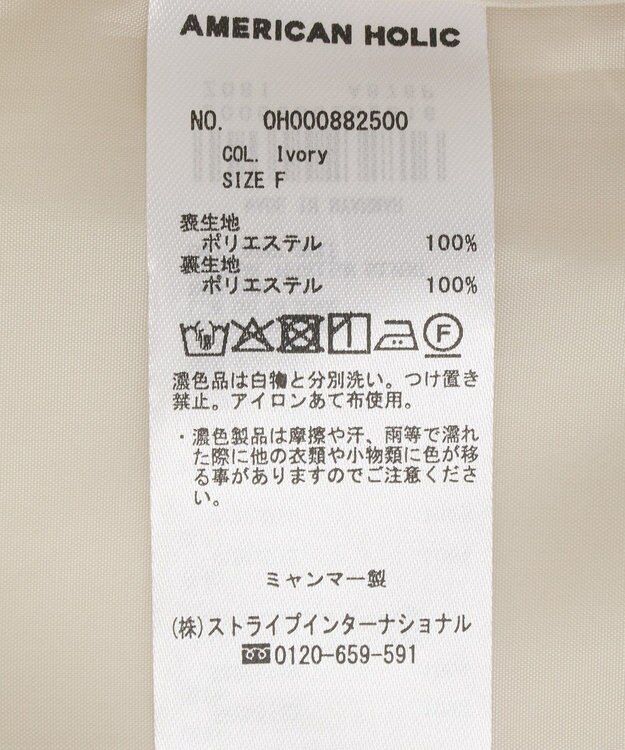 AMERICAN HOLIC
NO. 0H000882500
COL. Ivory
SIZE F
表生地
ポリエステル 100%
裏生地
ポリエステル 100%
F
濃色品は白物と分別洗い。つけ置き
禁止。アイロンあて布使用。
・濃色製品は摩擦や汗、雨等で濡れ
た際に他の衣類や小物類に色が移
る事がありますのでご注意くださ
い。
ミャンマー製
(株)ストライプインターナショナル
0120-659-591